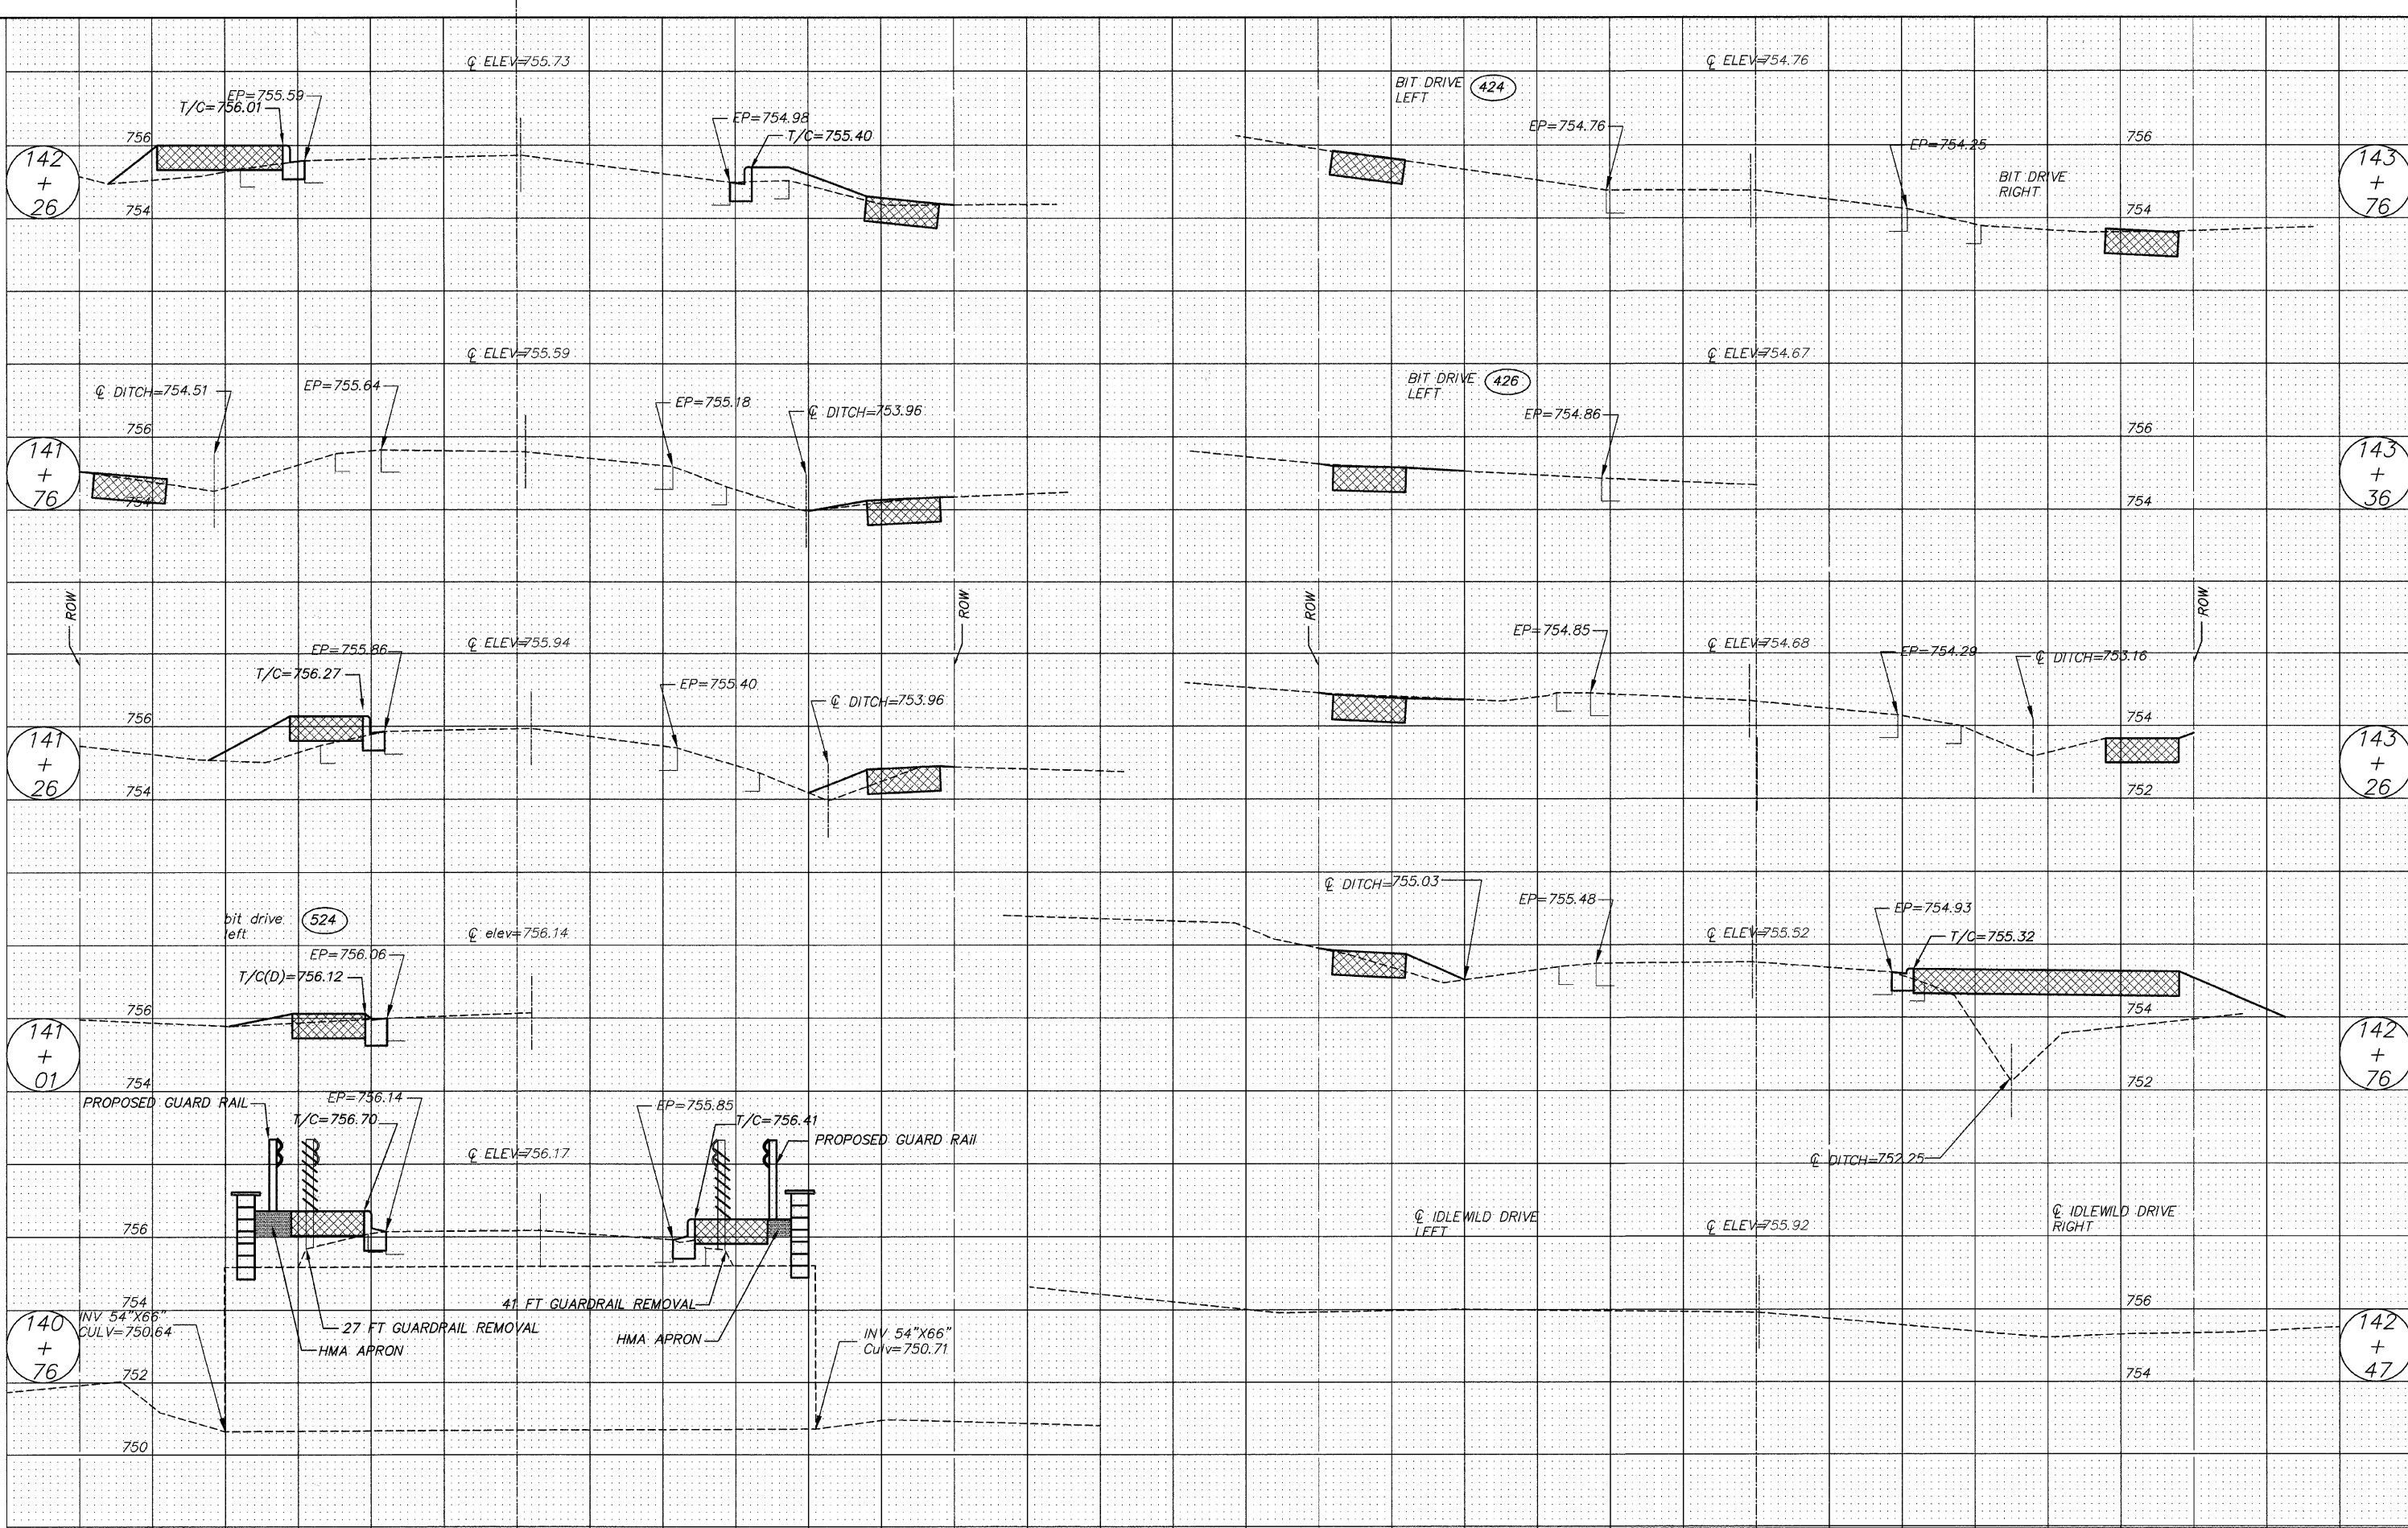 ℄ ELEV=755.73
EP=755.59
T/C=756.01
EP=754.98
T/C=755.40
756
754
142
+
26
℄ ELEV=754.76
BIT DRIVE
LEFT
424
EP=754.76
EP=754.25
BIT DRIVE
RIGHT
756
754
143
+
76
℄ ELEV=755.59
℄ DITCH=754.51
EP=755.64
EP=755.18
℄ DITCH=753.96
756
754
141
+
76
℄ ELEV=754.67
BIT DRIVE
LEFT
426
EP=754.86
756
754
143
+
36
ROW
ROW
℄ ELEV=755.94
EP=755.86
T/C=756.27
EP=755.40
℄ DITCH=753.96
756
754
141
+
26
ROW
ROW
EP=754.85
℄ ELEV=754.68
EP=754.29
℄ DITCH=753.16
754
752
143
+
26
bit drive
left
524
℄ elev=756.14
EP=756.06
T/C(D)=756.12
756
754
141
+
01
℄ DITCH=755.03
EP=755.48
℄ ELEV=755.52
EP=754.93
T/C=755.32
754
752
℄ DITCH=752.25
142
+
76
PROPOSED GUARD RAIL
EP=756.14
T/C=756.70
℄ ELEV=756.17
EP=755.85
T/C=756.41
PROPOSED GUARD RAIL
756
754
752
750
41 FT GUARDRAIL REMOVAL
27 FT GUARDRAIL REMOVAL
HMA APRON
HMA APRON
INV 54"X66"
CULV=750.64
INV 54"X66"
Culv=750.71
140
+
76
℄ IDLEWILD DRIVE
LEFT
℄ ELEV=755.92
℄ IDLEWILD DRIVE
RIGHT
756
754
142
+
47